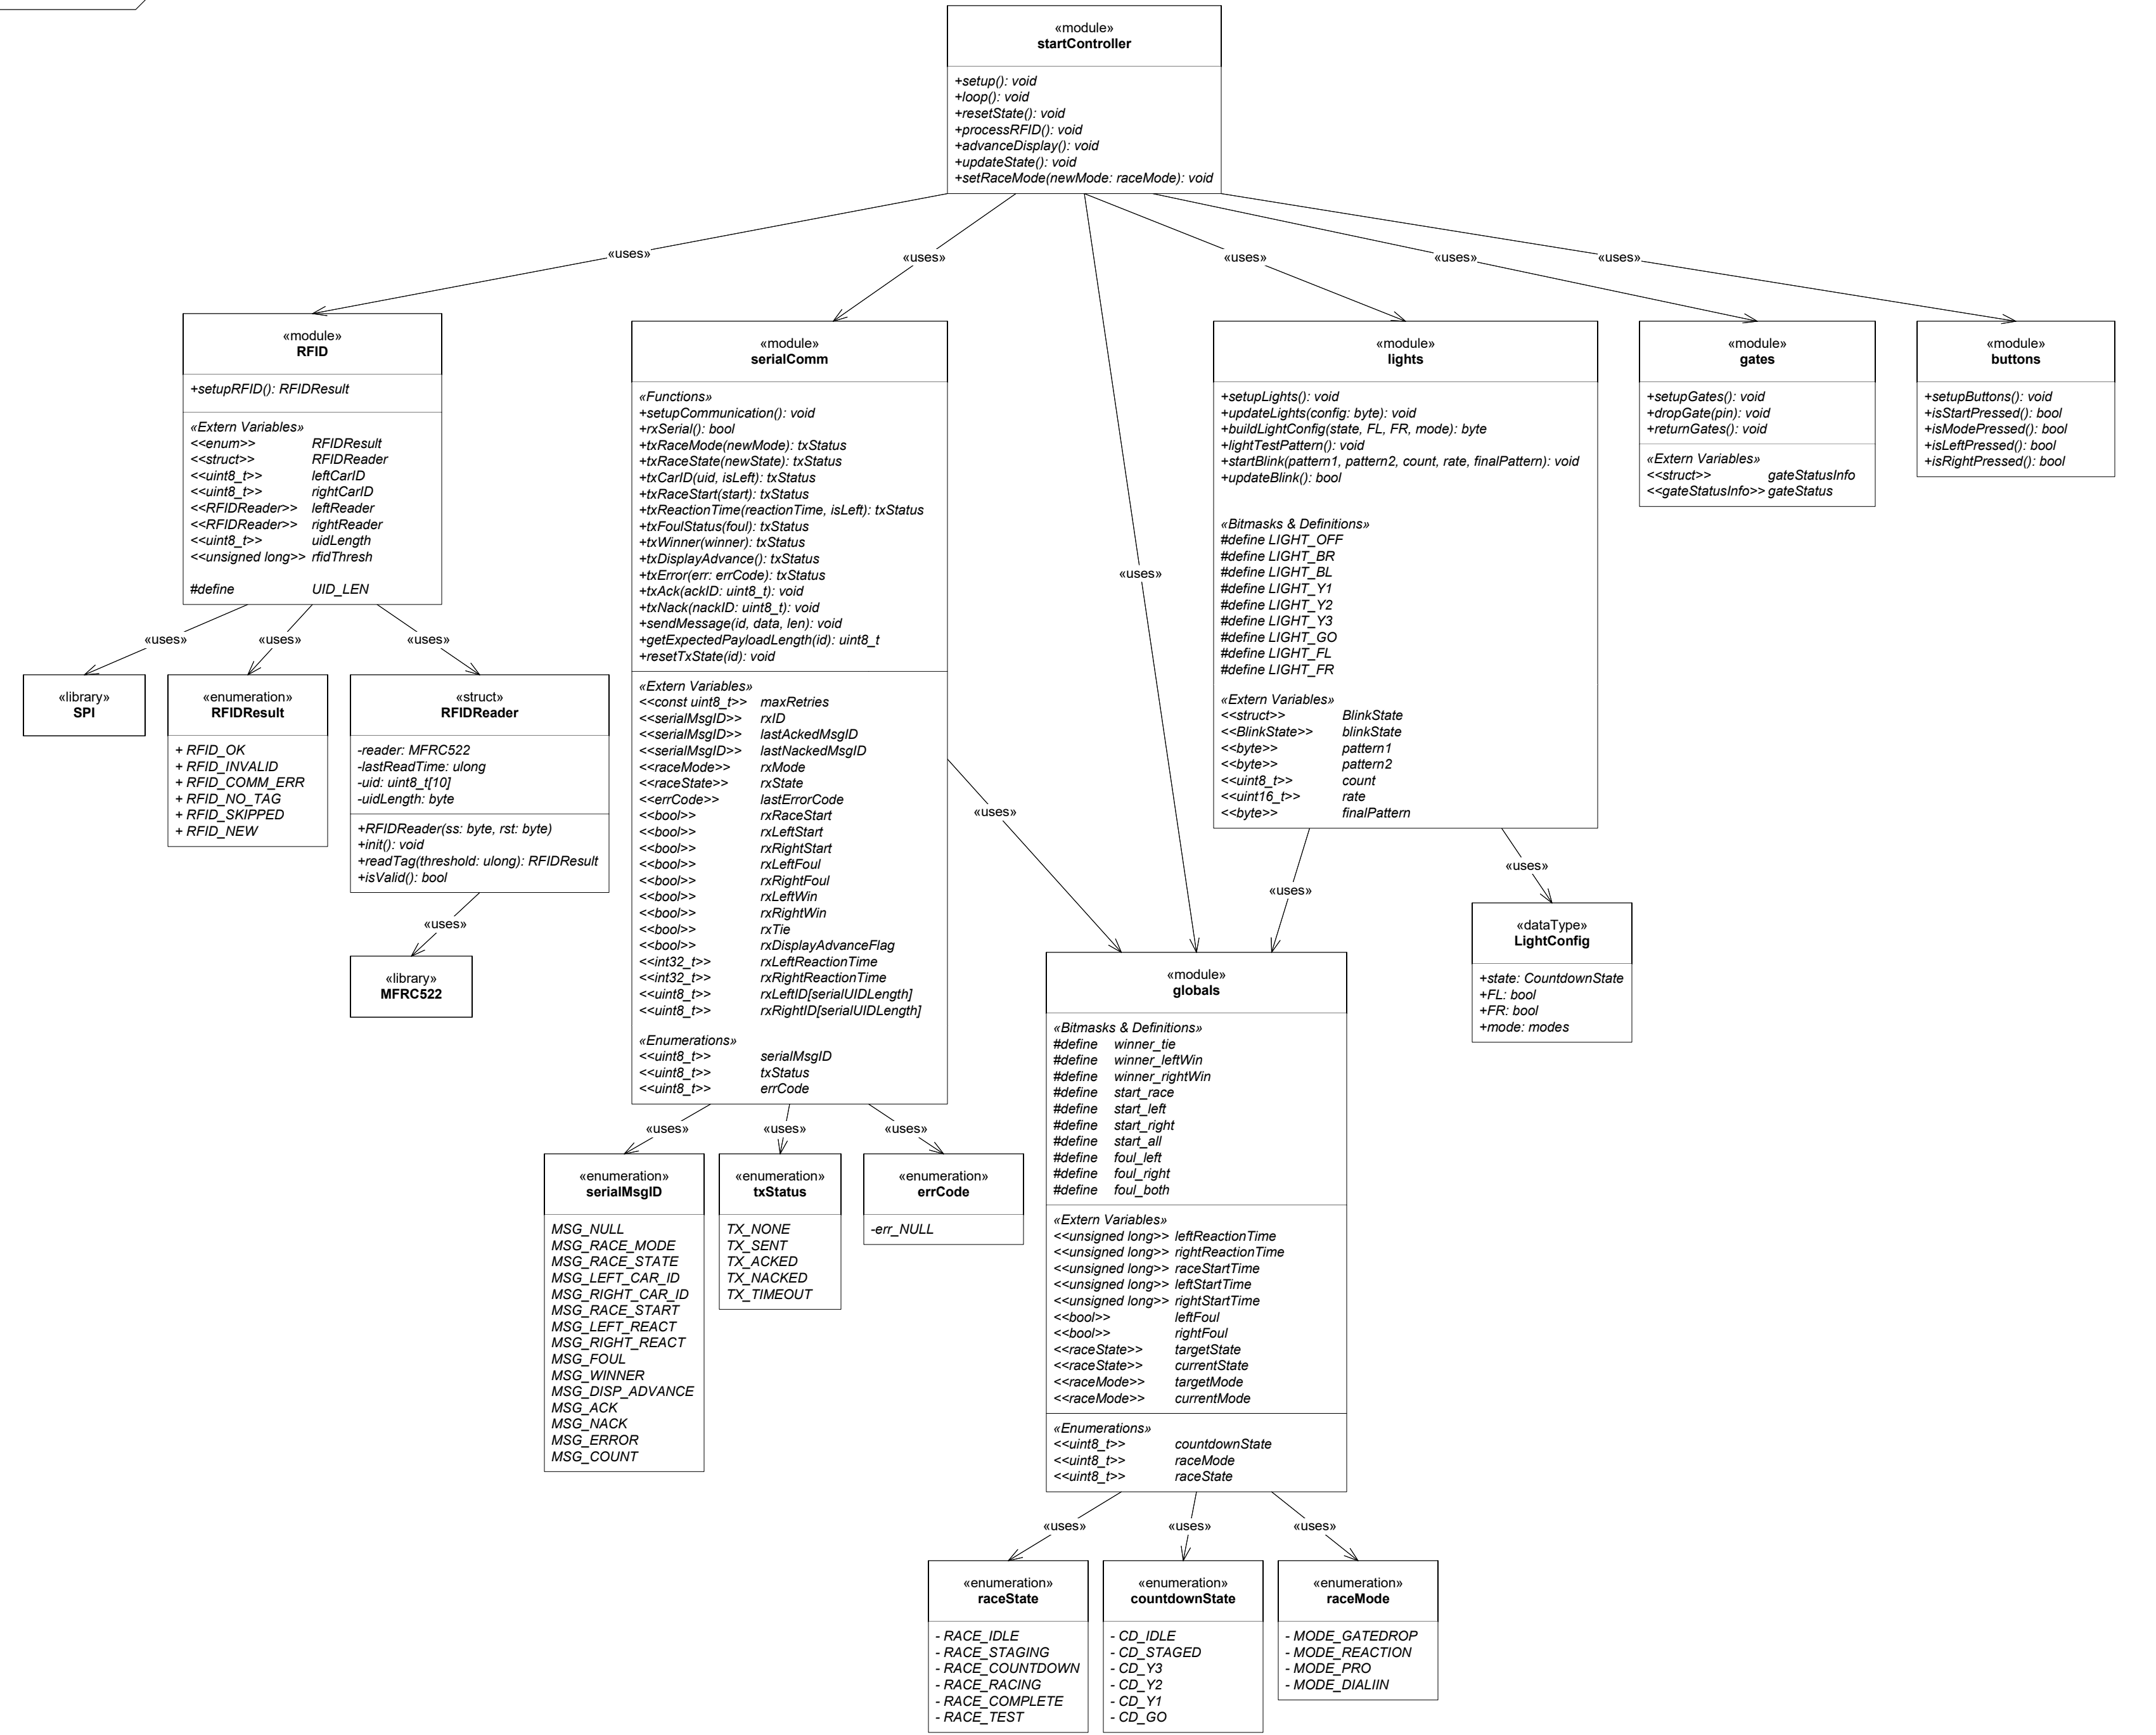 «module»
startController
+setup(): void
+loop(): void
+resetState(): void
+processRFID(): void
+advanceDisplay(): void
+updateState(): void
+setRaceMode(newMode: raceMode): void
«uses»
«uses»
«uses»
«uses»
«uses»
«uses»
«module»
RFID
+setupRFID(): RFIDResult
«Extern Variables»
<<enum>> RFIDResult
<<struct>> RFIDReader
<<uint8_t>> leftCarID
<<uint8_t>> rightCarID
<<RFIDReader>> leftReader
<<RFIDReader>> rightReader
<<uint8_t>> uidLength
<<unsigned long>> rfidThresh
#define UID_LEN
«uses»
«uses»
«uses»
«library»
SPI
«enumeration»
RFIDResult
+ RFID_OK
+ RFID_INVALID
+ RFID_COMM_ERR
+ RFID_NO_TAG
+ RFID_SKIPPED
+ RFID_NEW
«struct»
RFIDReader
-reader: MFRC522
-lastReadTime: ulong
-uid: uint8_t[10]
-uidLength: byte
+RFIDReader(ss: byte, rst: byte)
+init(): void
+readTag(threshold: ulong): RFIDResult
+isValid(): bool
«uses»
«library»
MFRC522
«module»
serialComm
«Functions»
+setupCommunication(): void
+rxSerial(): bool
+txRaceMode(newMode): txStatus
+txRaceState(newState): txStatus
+txCarID(uid, isLeft): txStatus
+txRaceStart(start): txStatus
+txReactionTime(reactionTime, isLeft): txStatus
+txFoulStatus(foul): txStatus
+txWinner(winner): txStatus
+txDisplayAdvance(): txStatus
+txError(err: errCode): txStatus
+txAck(ackID: uint8_t): void
+txNack(nackID: uint8_t): void
+sendMessage(id, data, len): void
+getExpectedPayloadLength(id): uint8_t
+resetTxState(id): void
«Extern Variables»
<<const uint8_t>> maxRetries
<<serialMsgID>> rxID
<<serialMsgID>> lastAckedMsgID
<<serialMsgID>> lastNackedMsgID
<<raceMode>> rxMode
<<raceState>> rxState
<<errCode>> lastErrorCode
<<bool>> rxRaceStart
<<bool>> rxLeftStart
<<bool>> rxRightStart
<<bool>> rxLeftFoul
<<bool>> rxRightFoul
<<bool>> rxLeftWin
<<bool>> rxRightWin
<<bool>> rxTie
<<bool>> rxDisplayAdvanceFlag
<<int32_t>> rxLeftReactionTime
<<int32_t>> rxRightReactionTime
<<uint8_t>> rxLeftID[serialUIDLength]
<<uint8_t>> rxRightID[serialUIDLength]
«Enumerations»
<<uint8_t>> serialMsgID
<<uint8_t>> txStatus
<<uint8_t>> errCode
«uses»
«uses»
«uses»
«uses»
«enumeration»
serialMsgID
MSG_NULL
MSG_RACE_MODE
MSG_RACE_STATE
MSG_LEFT_CAR_ID
MSG_RIGHT_CAR_ID
MSG_RACE_START
MSG_LEFT_REACT
MSG_RIGHT_REACT
MSG_FOUL
MSG_WINNER
MSG_DISP_ADVANCE
MSG_ACK
MSG_NACK
MSG_ERROR
MSG_COUNT
«enumeration»
txStatus
TX_NONE
TX_SENT
TX_ACKED
TX_NACKED
TX_TIMEOUT
«enumeration»
errCode
-err_NULL
«module»
lights
+setupLights(): void
+updateLights(config: byte): void
+buildLightConfig(state, FL, FR, mode): byte
+lightTestPattern(): void
+startBlink(pattern1, pattern2, count, rate, finalPattern): void
+updateBlink(): bool
«Bitmasks & Definitions»
#define LIGHT_OFF
#define LIGHT_BR
#define LIGHT_BL
#define LIGHT_Y1
#define LIGHT_Y2
#define LIGHT_Y3
#define LIGHT_GO
#define LIGHT_FL
#define LIGHT_FR
«Extern Variables»
<<struct>> BlinkState
<<BlinkState>> blinkState
<<byte>> pattern1
<<byte>> pattern2
<<uint8_t>> count
<<uint16_t>> rate
<<byte>> finalPattern
«uses»
«uses»
«dataType»
LightConfig
+state: CountdownState
+FL: bool
+FR: bool
+mode: modes
«module»
gates
+setupGates(): void
+dropGate(pin): void
+returnGates(): void
«Extern Variables»
<<struct>> gateStatusInfo
<<gateStatusInfo>> gateStatus
«module»
buttons
+setupButtons(): void
+isStartPressed(): bool
+isModePressed(): bool
+isLeftPressed(): bool
+isRightPressed(): bool
«module»
globals
«Bitmasks & Definitions»
#define winner_tie
#define winner_leftWin
#define winner_rightWin
#define start_race
#define start_left
#define start_right
#define start_all
#define foul_left
#define foul_right
#define foul_both
«Extern Variables»
<<unsigned long>> leftReactionTime
<<unsigned long>> rightReactionTime
<<unsigned long>> raceStartTime
<<unsigned long>> leftStartTime
<<unsigned long>> rightStartTime
<<bool>> leftFoul
<<bool>> rightFoul
<<raceState>> targetState
<<raceState>> currentState
<<raceMode>> targetMode
<<raceMode>> currentMode
«Enumerations»
<<uint8_t>> countdownState
<<uint8_t>> raceMode
<<uint8_t>> raceState
«uses»
«uses»
«uses»
«enumeration»
raceState
- RACE_IDLE
- RACE_STAGING
- RACE_COUNTDOWN
- RACE_RACING
- RACE_COMPLETE
- RACE_TEST
«enumeration»
countdownState
- CD_IDLE
- CD_STAGED
- CD_Y3
- CD_Y2
- CD_Y1
- CD_GO
«enumeration»
raceMode
- MODE_GATEDROP
- MODE_REACTION
- MODE_PRO
- MODE_DIALIIN